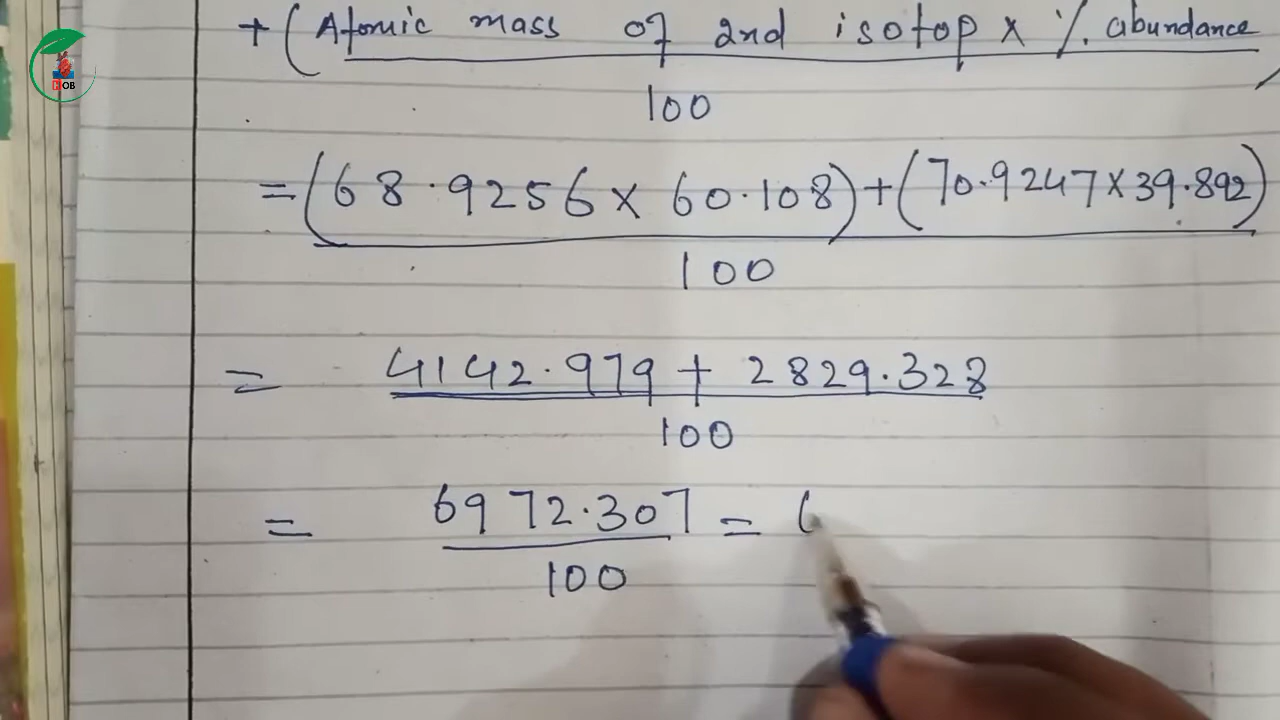 HOB
+ (Atomic mass of 2nd isotop x % abundance)
100
= (68.9256 x 60.108) + (70.9247 x 39.892)
100
= 4142.979 + 2829.328
100
= 6972.307 = (
100